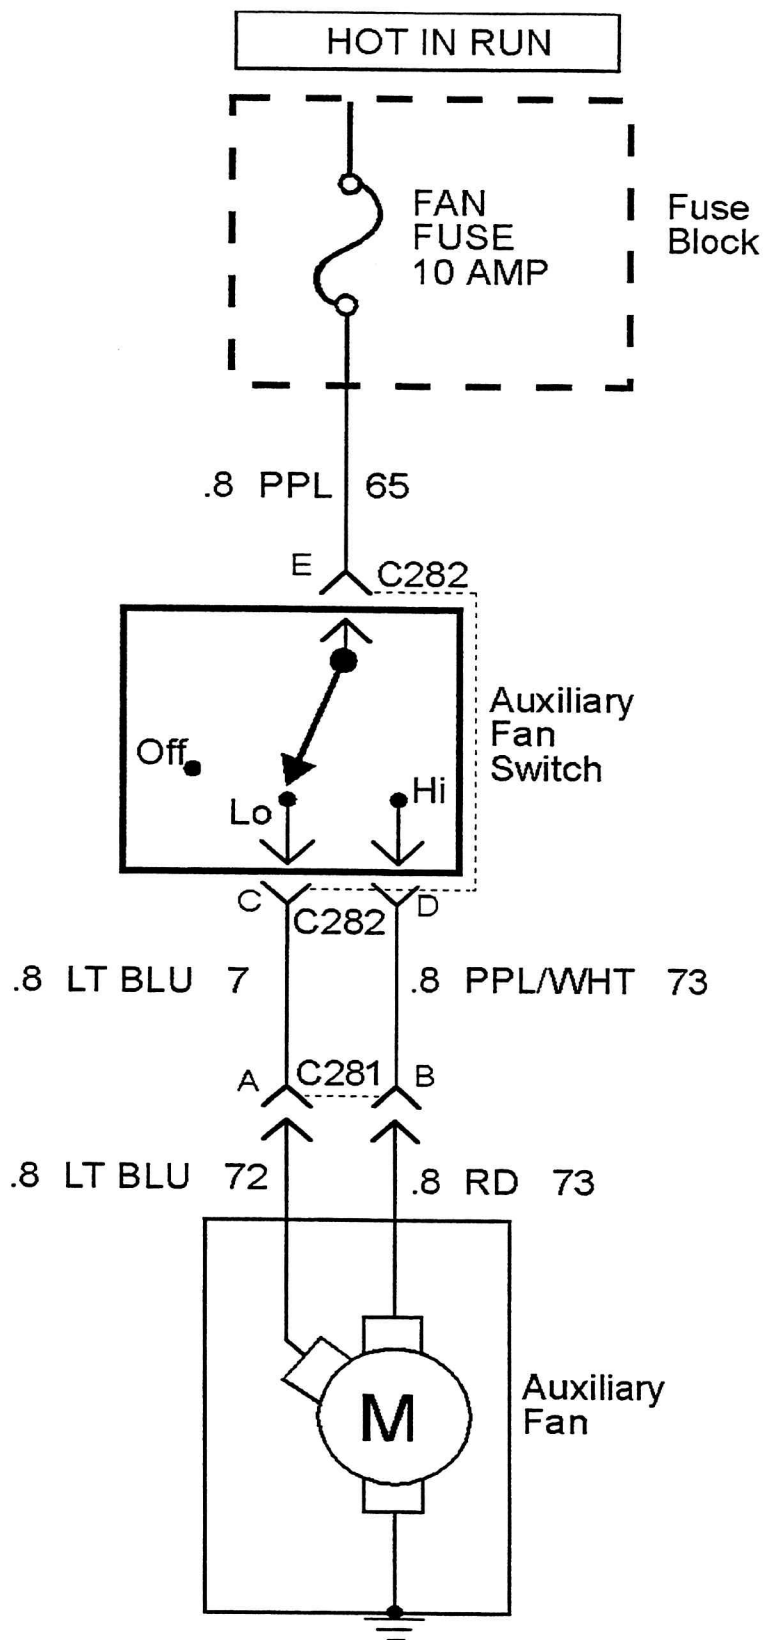 HOT IN RUN
FAN
FUSE
10 AMP
Fuse
Block
.8 PPL 65
E
C282
Auxiliary
Fan
Switch
Off
Lo
Hi
C
C282
D
.8 LT BLU 7
.8 PPL/WHT 73
A
C281
B
.8 LT BLU 72
.8 RD 73
M
Auxiliary
Fan